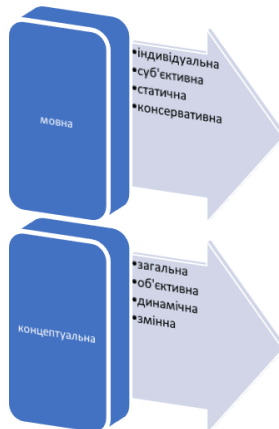 мовна
•індивідуальна
•суб'єктивна
•статична
•консервативна
концептуальна
•загальна
•об'єктивна
•динамічна
•змінна